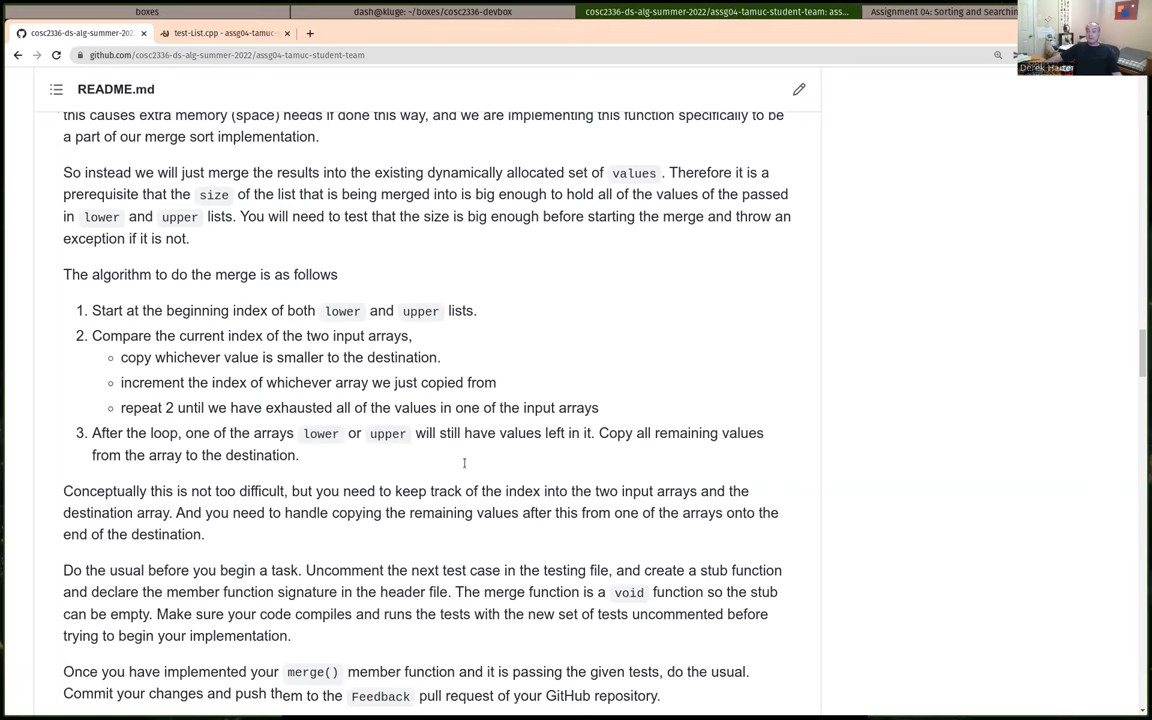 boxes
dash@kluge: ~/boxes/cosc2336-devbox
cosc2336-ds-alg-summer-2022/assg04-tamuc-student-team: ass...
Assignment 04: Sorting and Searchin
cosc2336-ds-alg-summer-202
test-List.cpp - assg04-tamuc-
github.com/cosc2336-ds-alg-summer-2022/assg04-tamuc-student-team
Derek Harter
README.md
this causes extra memory (space) needs if done this way, and we are implementing this function specifically to be
a part of our merge sort implementation.
So instead we will just merge the results into the existing dynamically allocated set of values . Therefore it is a
prerequisite that the size of the list that is being merged into is big enough to hold all of the values of the passed
in lower and upper lists. You will need to test that the size is big enough before starting the merge and throw an
exception if it is not.
The algorithm to do the merge is as follows
1. Start at the beginning index of both lower and upper lists.
2. Compare the current index of the two input arrays,
copy whichever value is smaller to the destination.
increment the index of whichever array we just copied from
repeat 2 until we have exhausted all of the values in one of the input arrays
3. After the loop, one of the arrays lower or upper will still have values left in it. Copy all remaining values
from the array to the destination.
Conceptually this is not too difficult, but you need to keep track of the index into the two input arrays and the
destination array. And you need to handle copying the remaining values after this from one of the arrays onto the
end of the destination.
Do the usual before you begin a task. Uncomment the next test case in the testing file, and create a stub function
and declare the member function signature in the header file. The merge function is a void function so the stub
can be empty. Make sure your code compiles and runs the tests with the new set of tests uncommented before
trying to begin your implementation.
Once you have implemented your merge() member function and it is passing the given tests, do the usual.
Commit your changes and push them to the Feedback pull request of your GitHub repository.